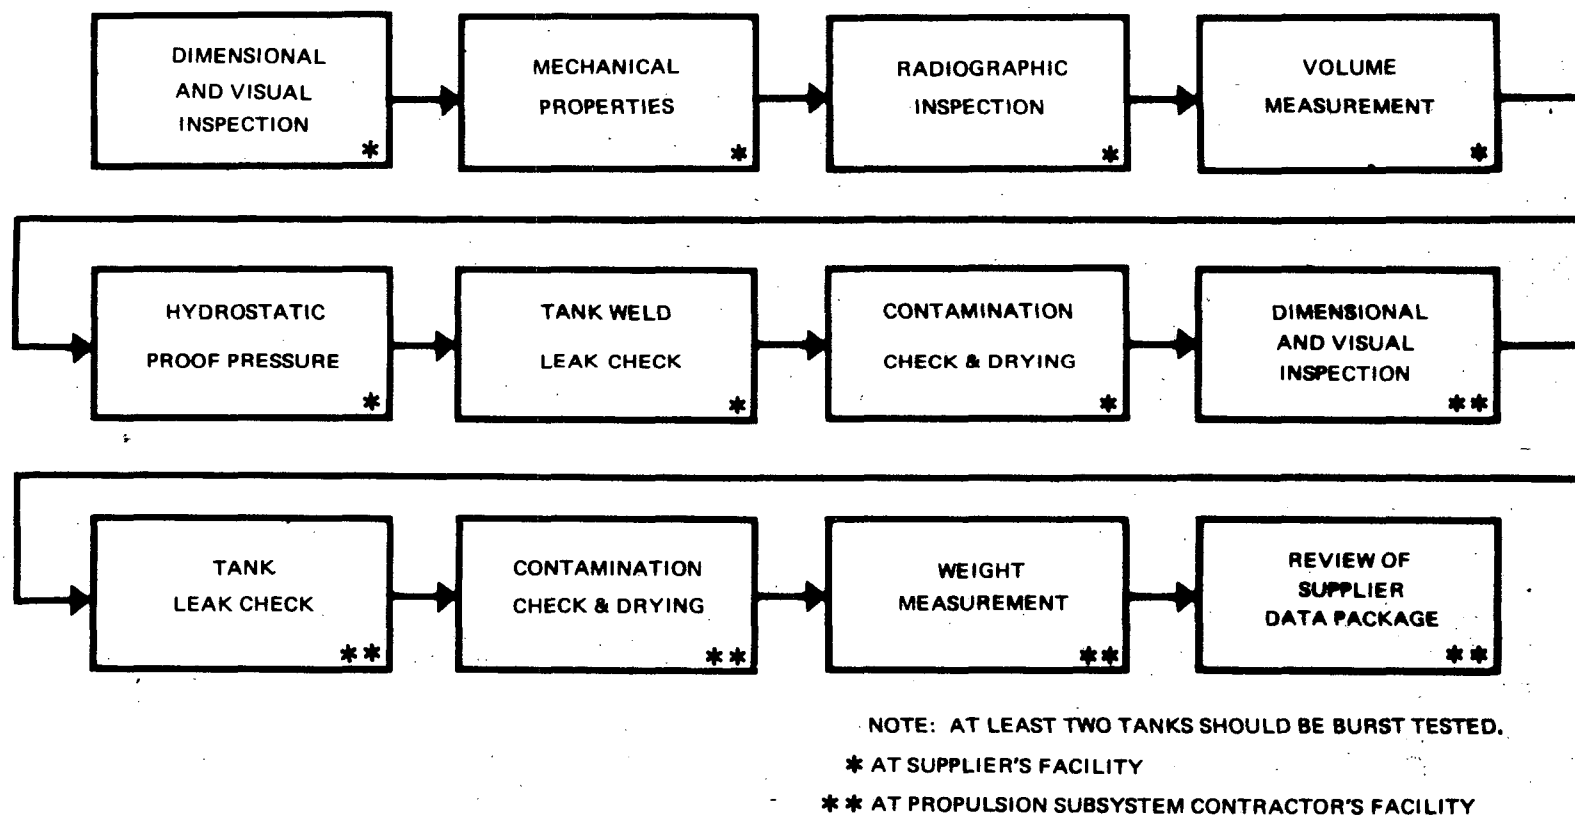 DIMENSIONAL
AND VISUAL
INSPECTION
*
MECHANICAL
PROPERTIES
*
RADIOGRAPHIC
INSPECTION
*
VOLUME
MEASUREMENT
*
HYDROSTATIC
PROOF PRESSURE
*
TANK WELD
LEAK CHECK
*
CONTAMINATION
CHECK & DRYING
*
DIMENSIONAL
AND VISUAL
INSPECTION
**
TANK
LEAK CHECK
**
CONTAMINATION
CHECK & DRYING
**
WEIGHT
MEASUREMENT
**
REVIEW OF
SUPPLIER
DATA PACKAGE
**
NOTE: AT LEAST TWO TANKS SHOULD BE BURST TESTED.
* AT SUPPLIER'S FACILITY
** AT PROPULSION SUBSYSTEM CONTRACTOR'S FACILITY